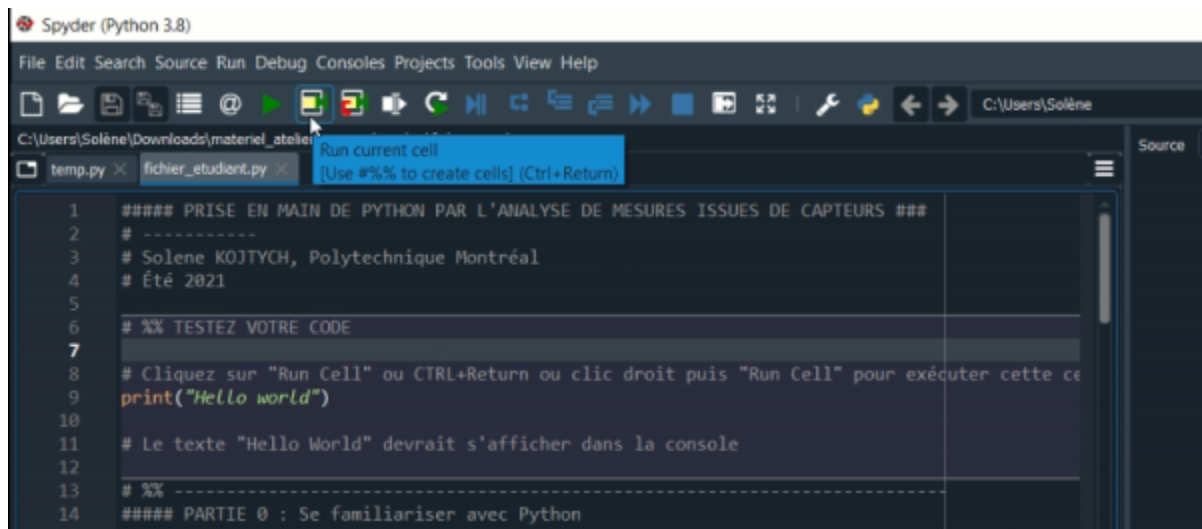 Spyder (Python 3.8)
File Edit Search Source Run Debug Consoles Projects Tools View Help
C:\Users\Solène
C:\Users\Solène\Downloads\materiel_atelier
Run current cell
[Use #%% to create cells] (Ctrl+Return)
Source
temp.py
fichier_etudiant.py
1 ##### PRISE EN MAIN DE PYTHON PAR L'ANALYSE DE MESURES ISSUES DE CAPTEURS ###
2 # -----------
3 # Solene KOJTYCH, Polytechnique Montréal
4 # Été 2021
5
6 # %% TESTEZ VOTRE CODE
7
8 # Cliquez sur "Run Cell" ou CTRL+Return ou clic droit puis "Run Cell" pour exécuter cette ce
9 print("Hello world")
10
11 # Le texte "Hello World" devrait s'afficher dans la console
12
13 # %% ---------------------------------------------------------------------------
14 ##### PARTIE 0 : Se familiariser avec Python